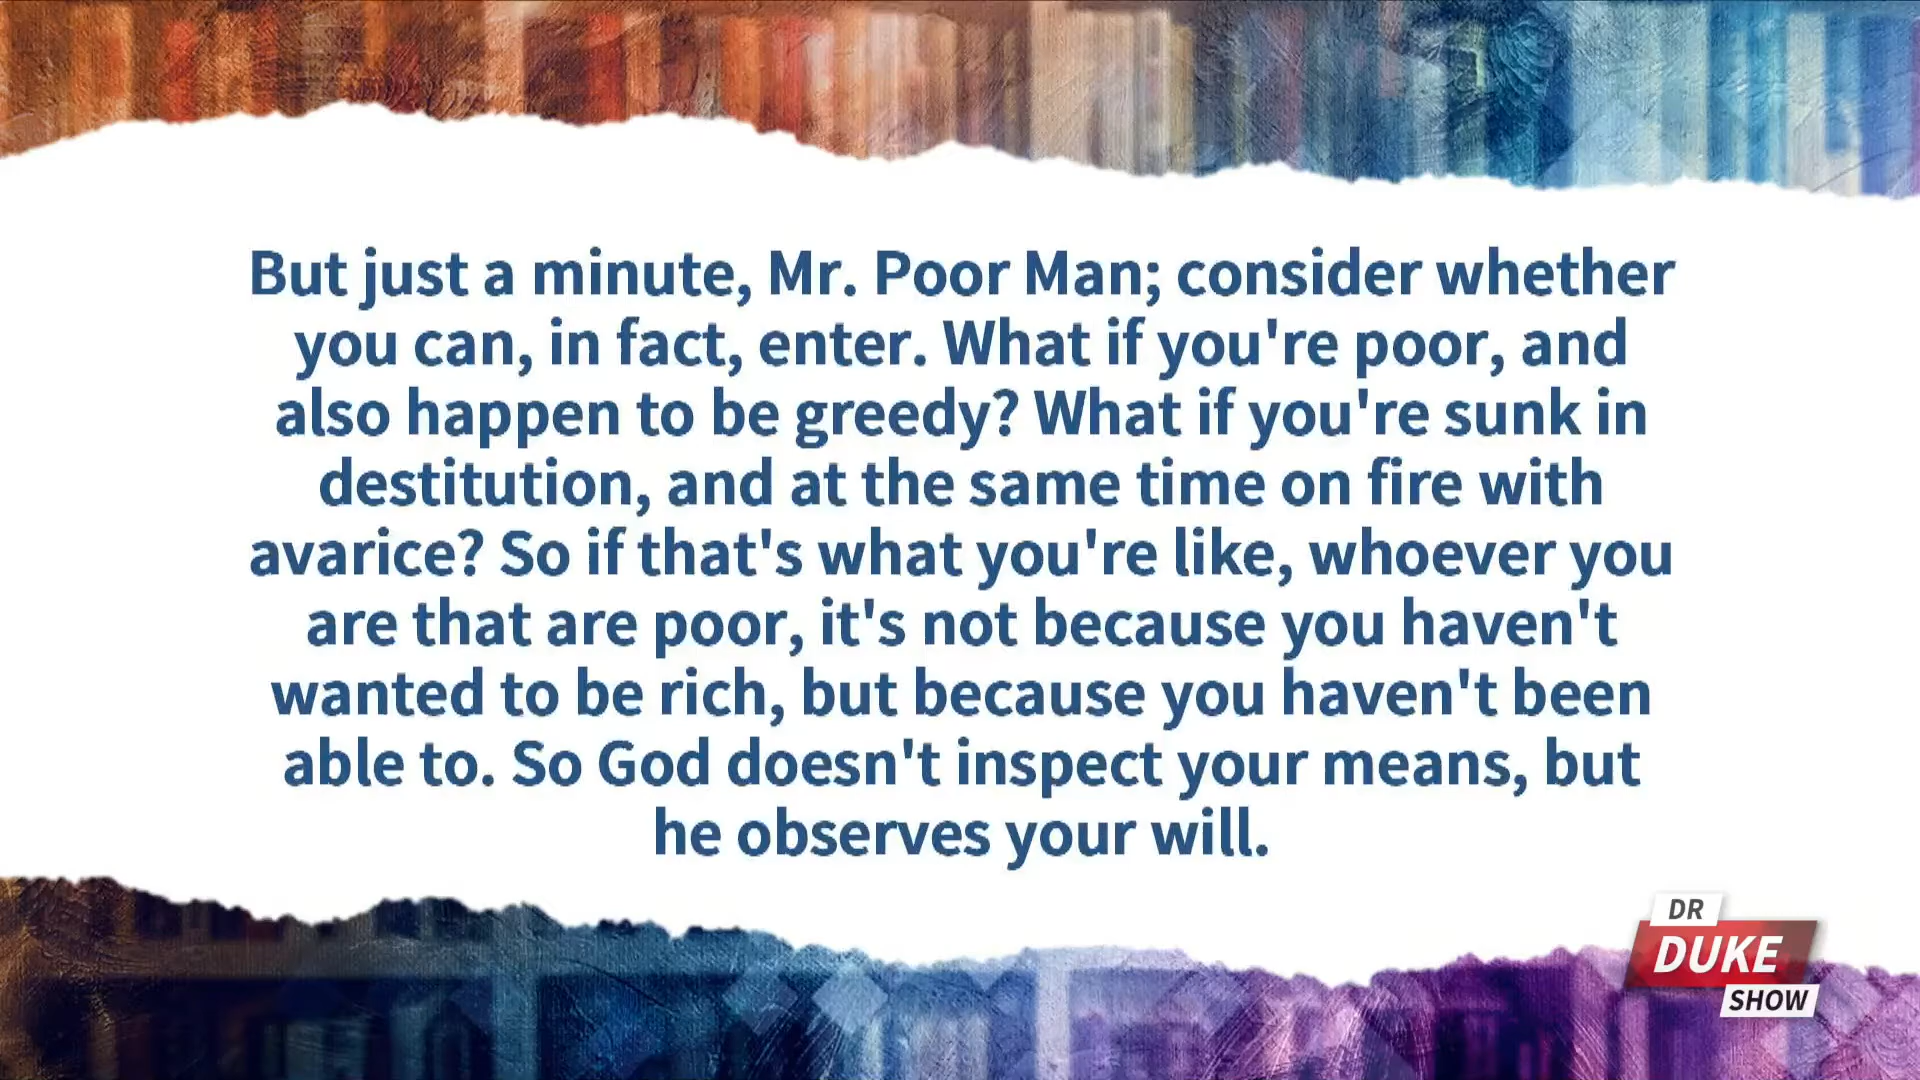 But just a minute, Mr. Poor Man; consider whether
you can, in fact, enter. What if you're poor, and
also happen to be greedy? What if you're sunk in
destitution, and at the same time on fire with
avarice? So if that's what you're like, whoever you
are that are poor, it's not because you haven't
wanted to be rich, but because you haven't been
able to. So God doesn't inspect your means, but
he observes your will.
DR
DUKE
SHOW